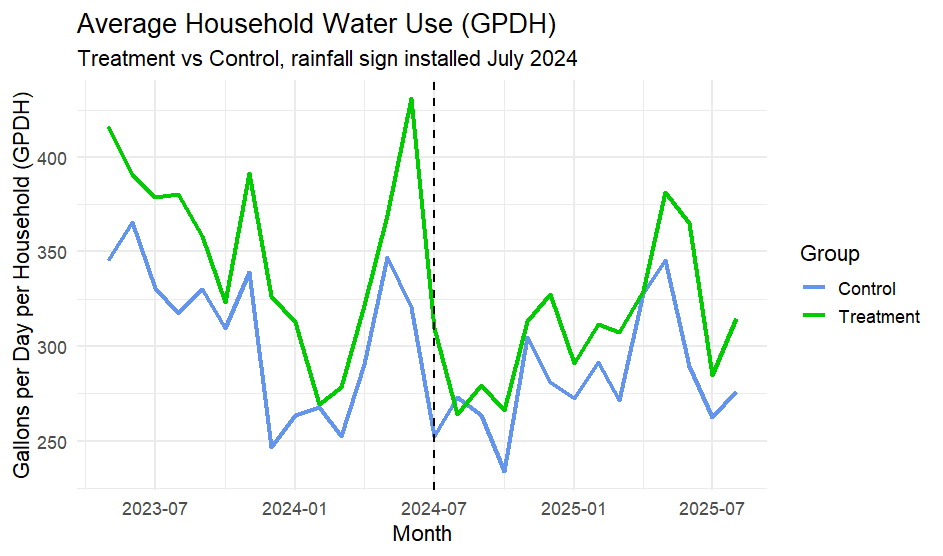 Average Household Water Use (GPDH)
Treatment vs Control, rainfall sign installed July 2024
Gallons per Day per Household (GPDH)
400
350
300
250
2023-07
2024-01
2024-07
2025-01
2025-07
Month
Group
Control
Treatment